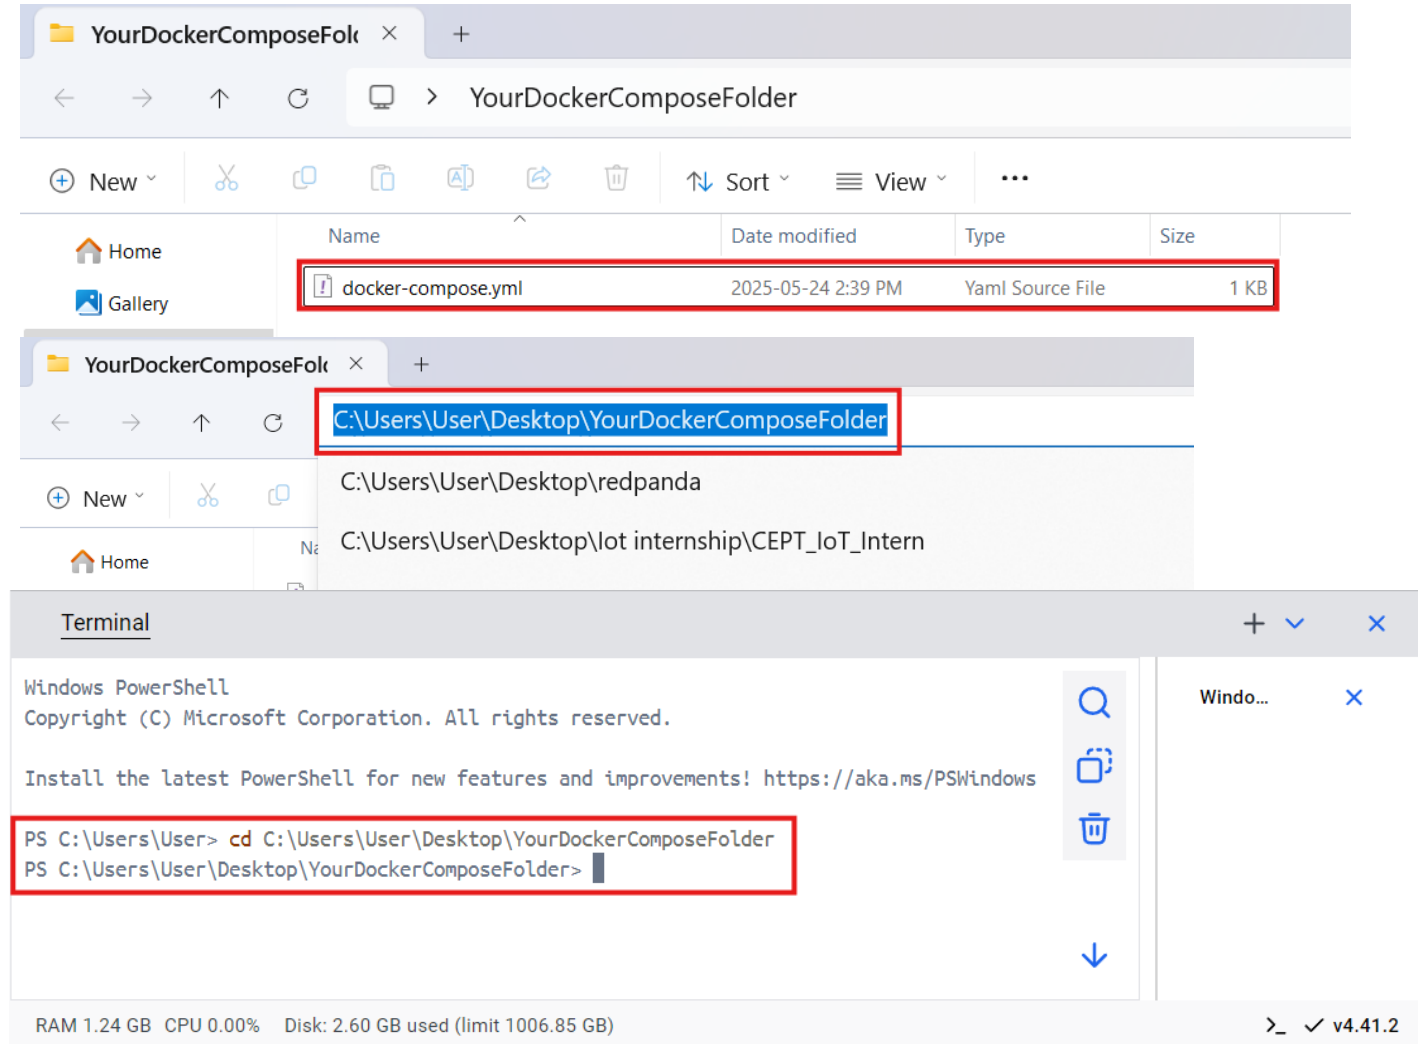 YourDockerComposeFol
YourDockerComposeFolder
New
Sort
View
Name
Date modified
Type
Size
Home
docker-compose.yml
2025-05-24 2:39 PM
Yaml Source File
1 KB
Gallery
YourDockerComposeFol
C:\Users\User\Desktop\YourDockerComposeFolder
New
C:\Users\User\Desktop\redpanda
C:\Users\User\Desktop\Iot internship\CEPT_IoT_Intern
Home
Terminal
Windows PowerShell
Copyright (C) Microsoft Corporation. All rights reserved.
Install the latest PowerShell for new features and improvements! https://aka.ms/PSWindows
PS C:\Users\User> cd C:\Users\User\Desktop\YourDockerComposeFolder
PS C:\Users\User\Desktop\YourDockerComposeFolder>
Windo...
RAM 1.24 GB CPU 0.00% Disk: 2.60 GB used (limit 1006.85 GB)
v4.41.2